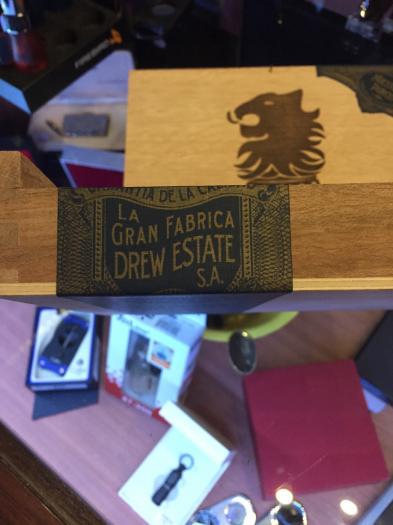 LA
GRAN FABRICA
DREW ESTATE
S.A.